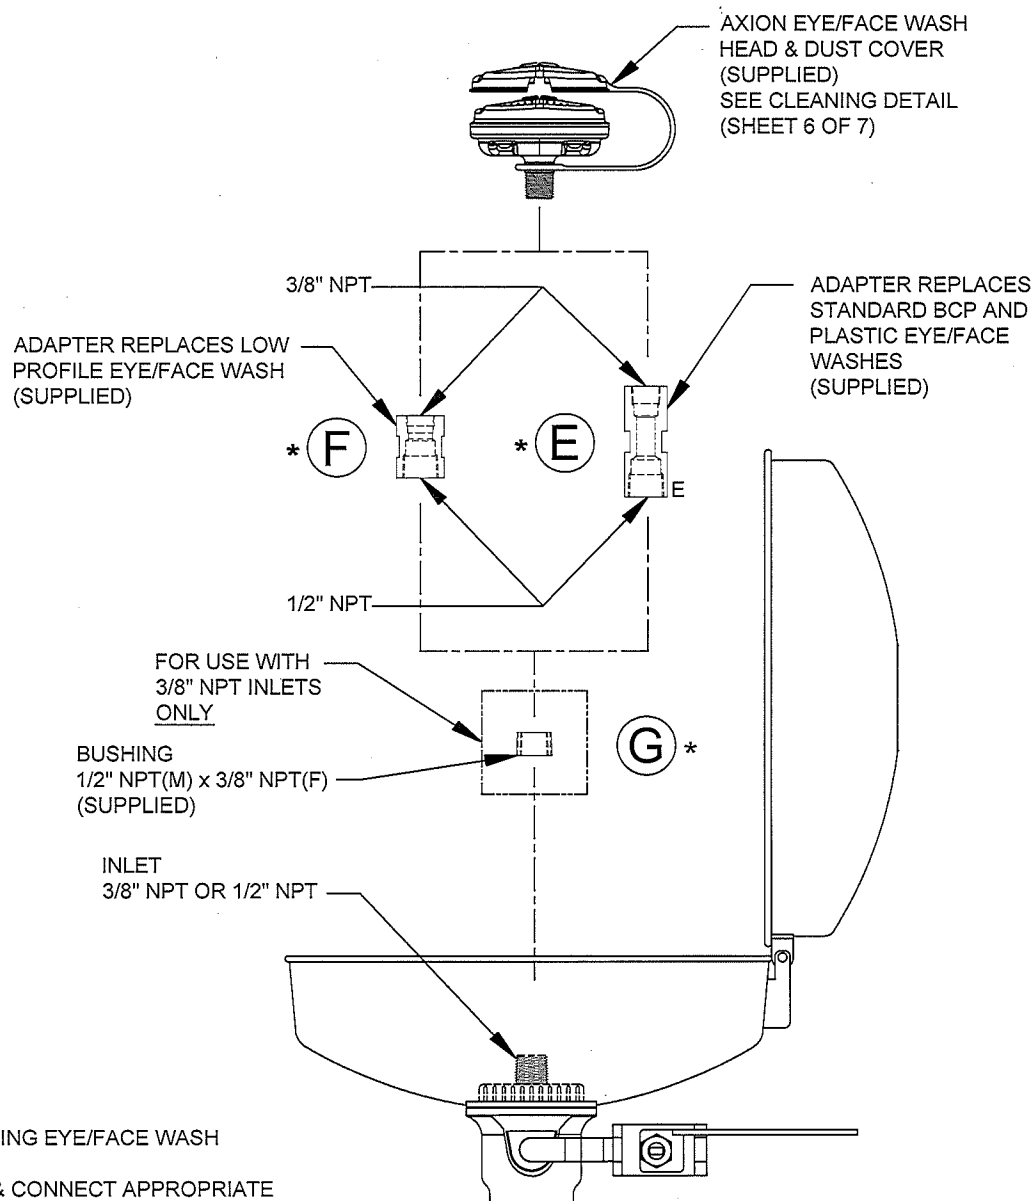 AXION EYE/FACE WASH
HEAD & DUST COVER
(SUPPLIED)
SEE CLEANING DETAIL
(SHEET 6 OF 7)
3/8" NPT
ADAPTER REPLACES
STANDARD BCP AND
PLASTIC EYE/FACE
WASHES
(SUPPLIED)
ADAPTER REPLACES LOW
PROFILE EYE/FACE WASH
(SUPPLIED)
* F
* E
E
1/2" NPT
FOR USE WITH
3/8" NPT INLETS
ONLY
G *
BUSHING
1/2" NPT(M) x 3/8" NPT(F)
(SUPPLIED)
INLET
3/8" NPT OR 1/2" NPT
ING EYE/FACE WASH
& CONNECT APPROPRIATE